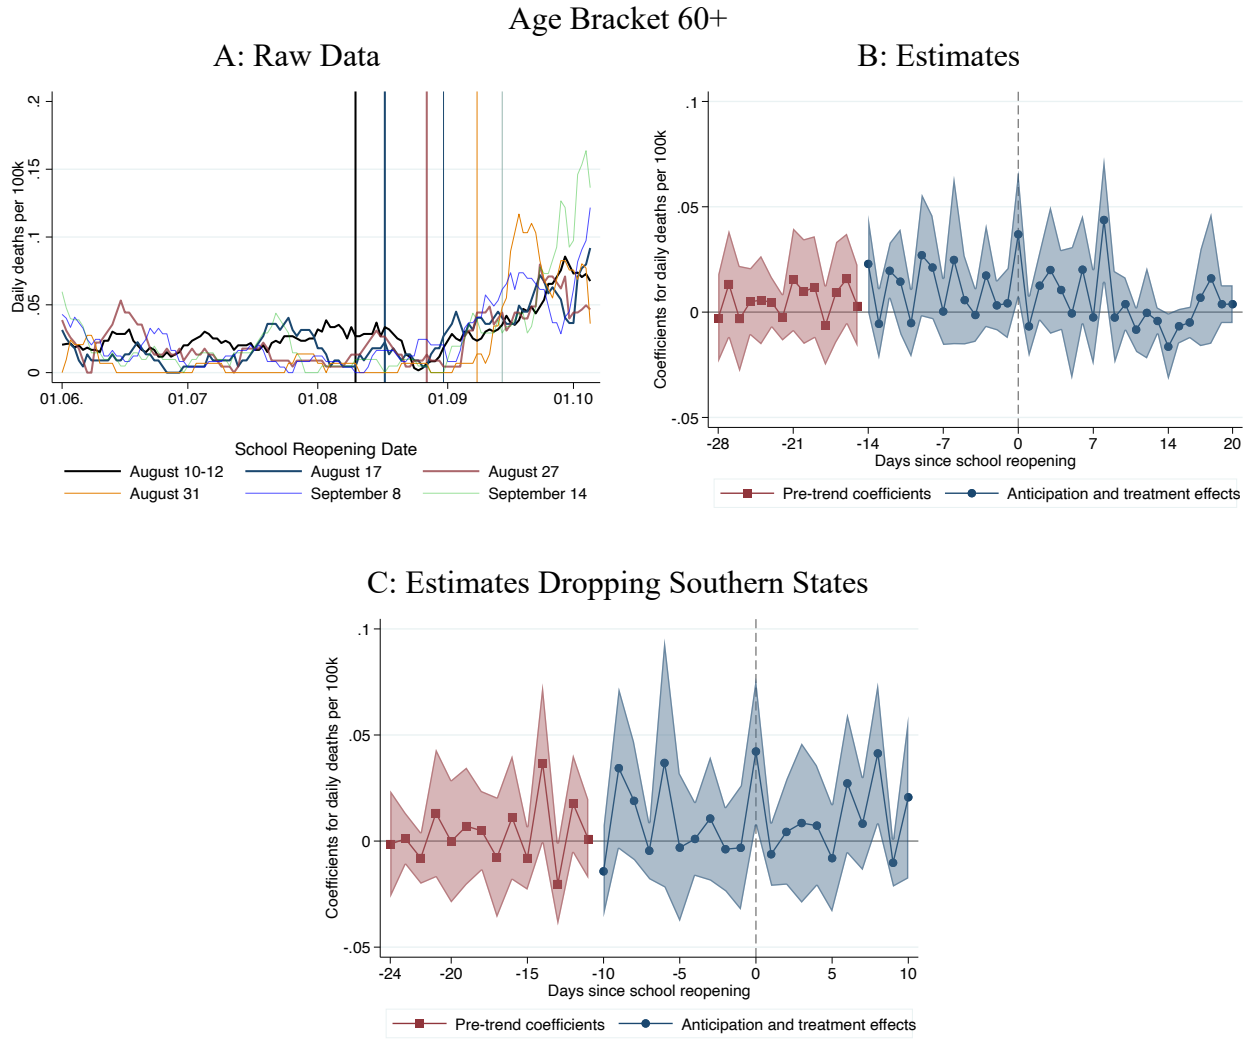 Age Bracket 60+
A: Raw Data
Daily deaths per 100k
.2
.15
.1
.05
0
01.06.
01.07
01.08
01.09
01.10
School Reopening Date
August 10-12
August 17
August 27
August 31
September 8
September 14
B: Estimates
Coefficients for daily deaths per 100k
.1
.05
0
-.05
-28
-21
-14
-7
0
7
14
20
Days since school reopening
Pre-trend coefficients
Anticipation and treatment effects
C: Estimates Dropping Southern States
Coefficients for daily deaths per 100k
.1
.05
0
-.05
-24
-20
-15
-10
-5
0
5
10
Days since school reopening
Pre-trend coefficients
Anticipation and treatment effects